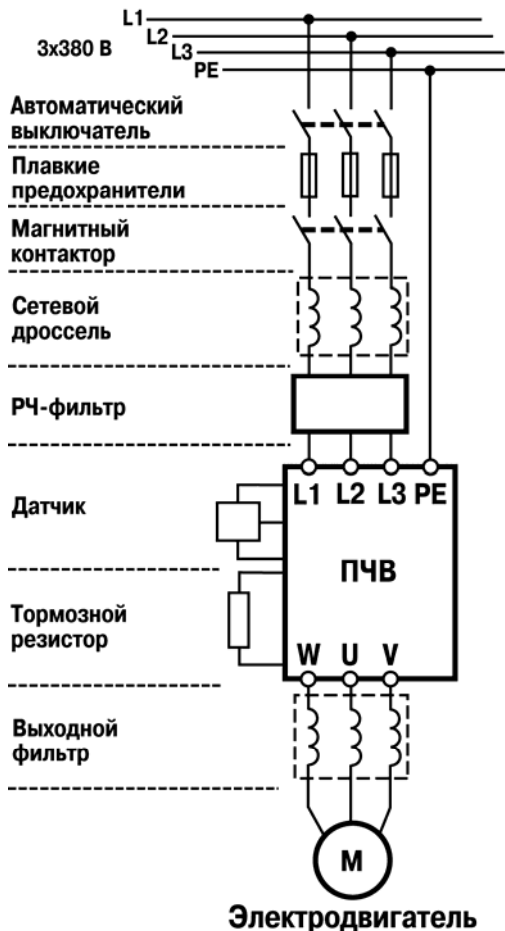 L1
L2
3x380 В
L3
PE
Автоматический
выключатель
Плавкие
предохранители
Магнитный
контактор
Сетевой
дроссель
РЧ-фильтр
L1 L2 L3 PE
Датчик
ПЧВ
Тормозной
резистор
W U V
Выходной
фильтр
M
Электродвигатель